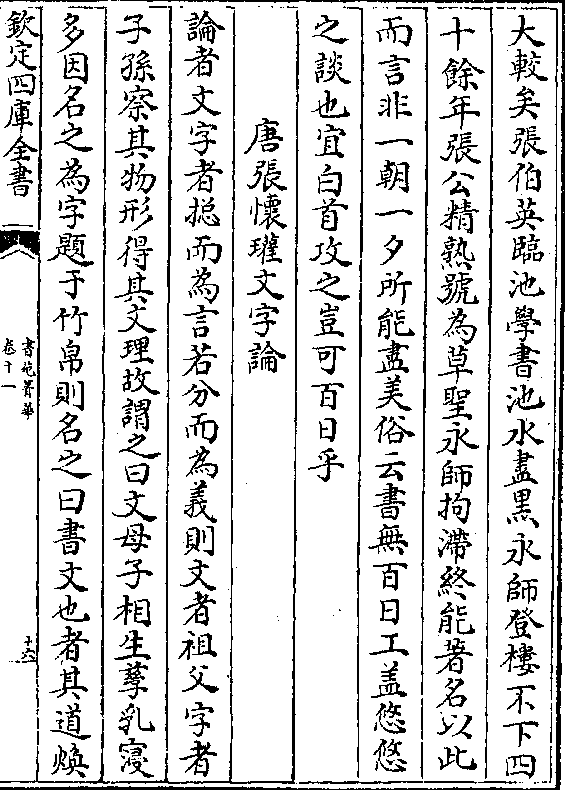 大較矣張伯英臨池學書池水盡黒永師登樓不下四
十餘年張公精熟號為草聖永師拘滯終能著名以此
而言非一朝一夕所能盡美俗云書無百日工盖悠悠
之談也宜白首攻之豈可百日乎
唐張懷瓘文字論
論者文字者捴而為言若分而為義則文者祖父字者
子孫察其物形得其文理故謂之曰文母子相生孳乳寖
多因名之為字題于竹帛則名之曰書文也者其道焕
欽定四庫全書
書苑菁華
卷十一
十六